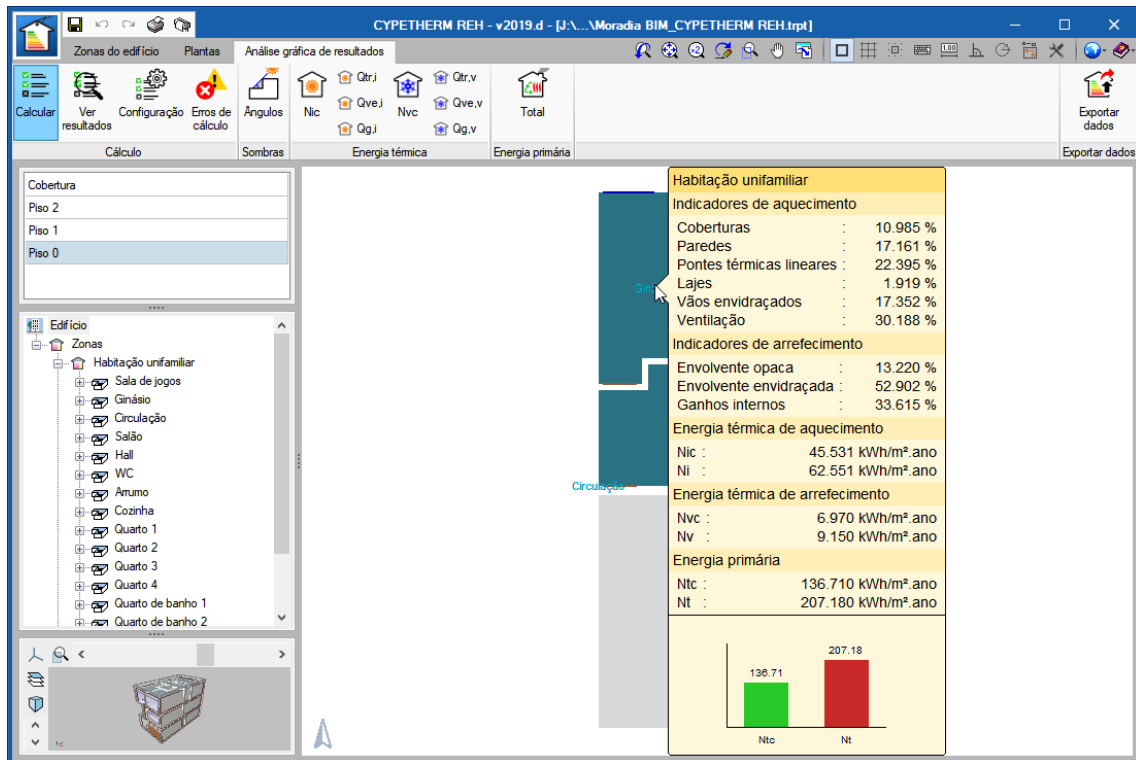 CYPETHERM REH - v2019.d - [J:\...\Moradia BIM_CYPETHERM REH.trpt]
Zonas do edifício
Plantas
Análise gráfica de resultados
Calcular
Ver resultados
Configuração
Erros de cálculo
Ângulos
Nic
Qtr,i
Qve,i
Qg,i
Nvc
Qtr,v
Qve,v
Qg,v
Total
Exportar dados
Cálculo
Sombras
Energia térmica
Energia primária
Exportar dados
Cobertura
Piso 2
Piso 1
Piso 0
Edifício
Zonas
Habitação unifamiliar
Sala de jogos
Ginásio
Circulação
Salão
Hall
WC
Arrumo
Cozinha
Quarto 1
Quarto 2
Quarto 3
Quarto 4
Quarto de banho 1
Quarto de banho 2
Circulação
Habitação unifamiliar
Indicadores de aquecimento
Coberturas : 10.985 %
Paredes : 17.161 %
Pontes térmicas lineares : 22.395 %
Lajes : 1.919 %
Vãos envidraçados : 17.352 %
Ventilação : 30.188 %
Indicadores de arrefecimento
Envolvente opaca : 13.220 %
Envolvente envidraçada : 52.902 %
Ganhos internos : 33.615 %
Energia térmica de aquecimento
Nic : 45.531 kWh/m².ano
Ni : 62.551 kWh/m².ano
Energia térmica de arrefecimento
Nvc : 6.970 kWh/m².ano
Nv : 9.150 kWh/m².ano
Energia primária
Ntc : 136.710 kWh/m².ano
Nt : 207.180 kWh/m².ano
207.18
136.71
Ntc
Nt